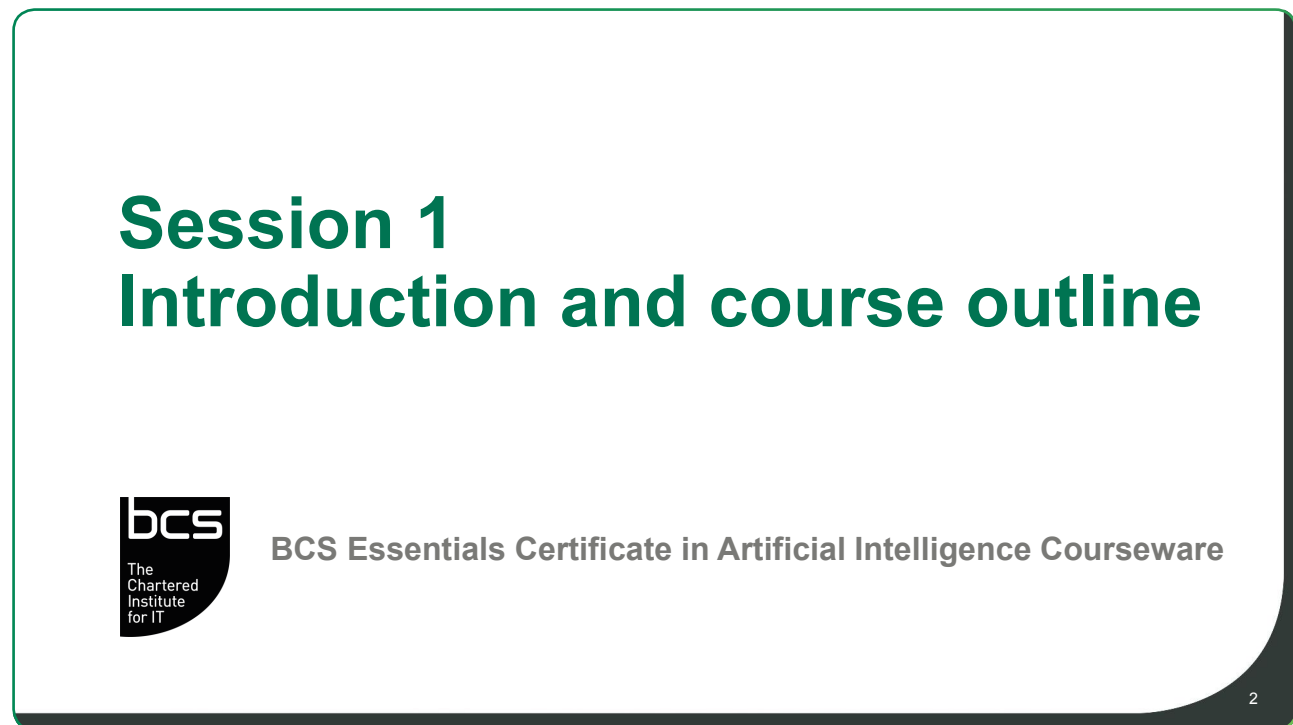 Session 1
Introduction and course outline
bcs
The
Chartered
Institute
for IT
BCS Essentials Certificate in Artificial Intelligence Courseware
2